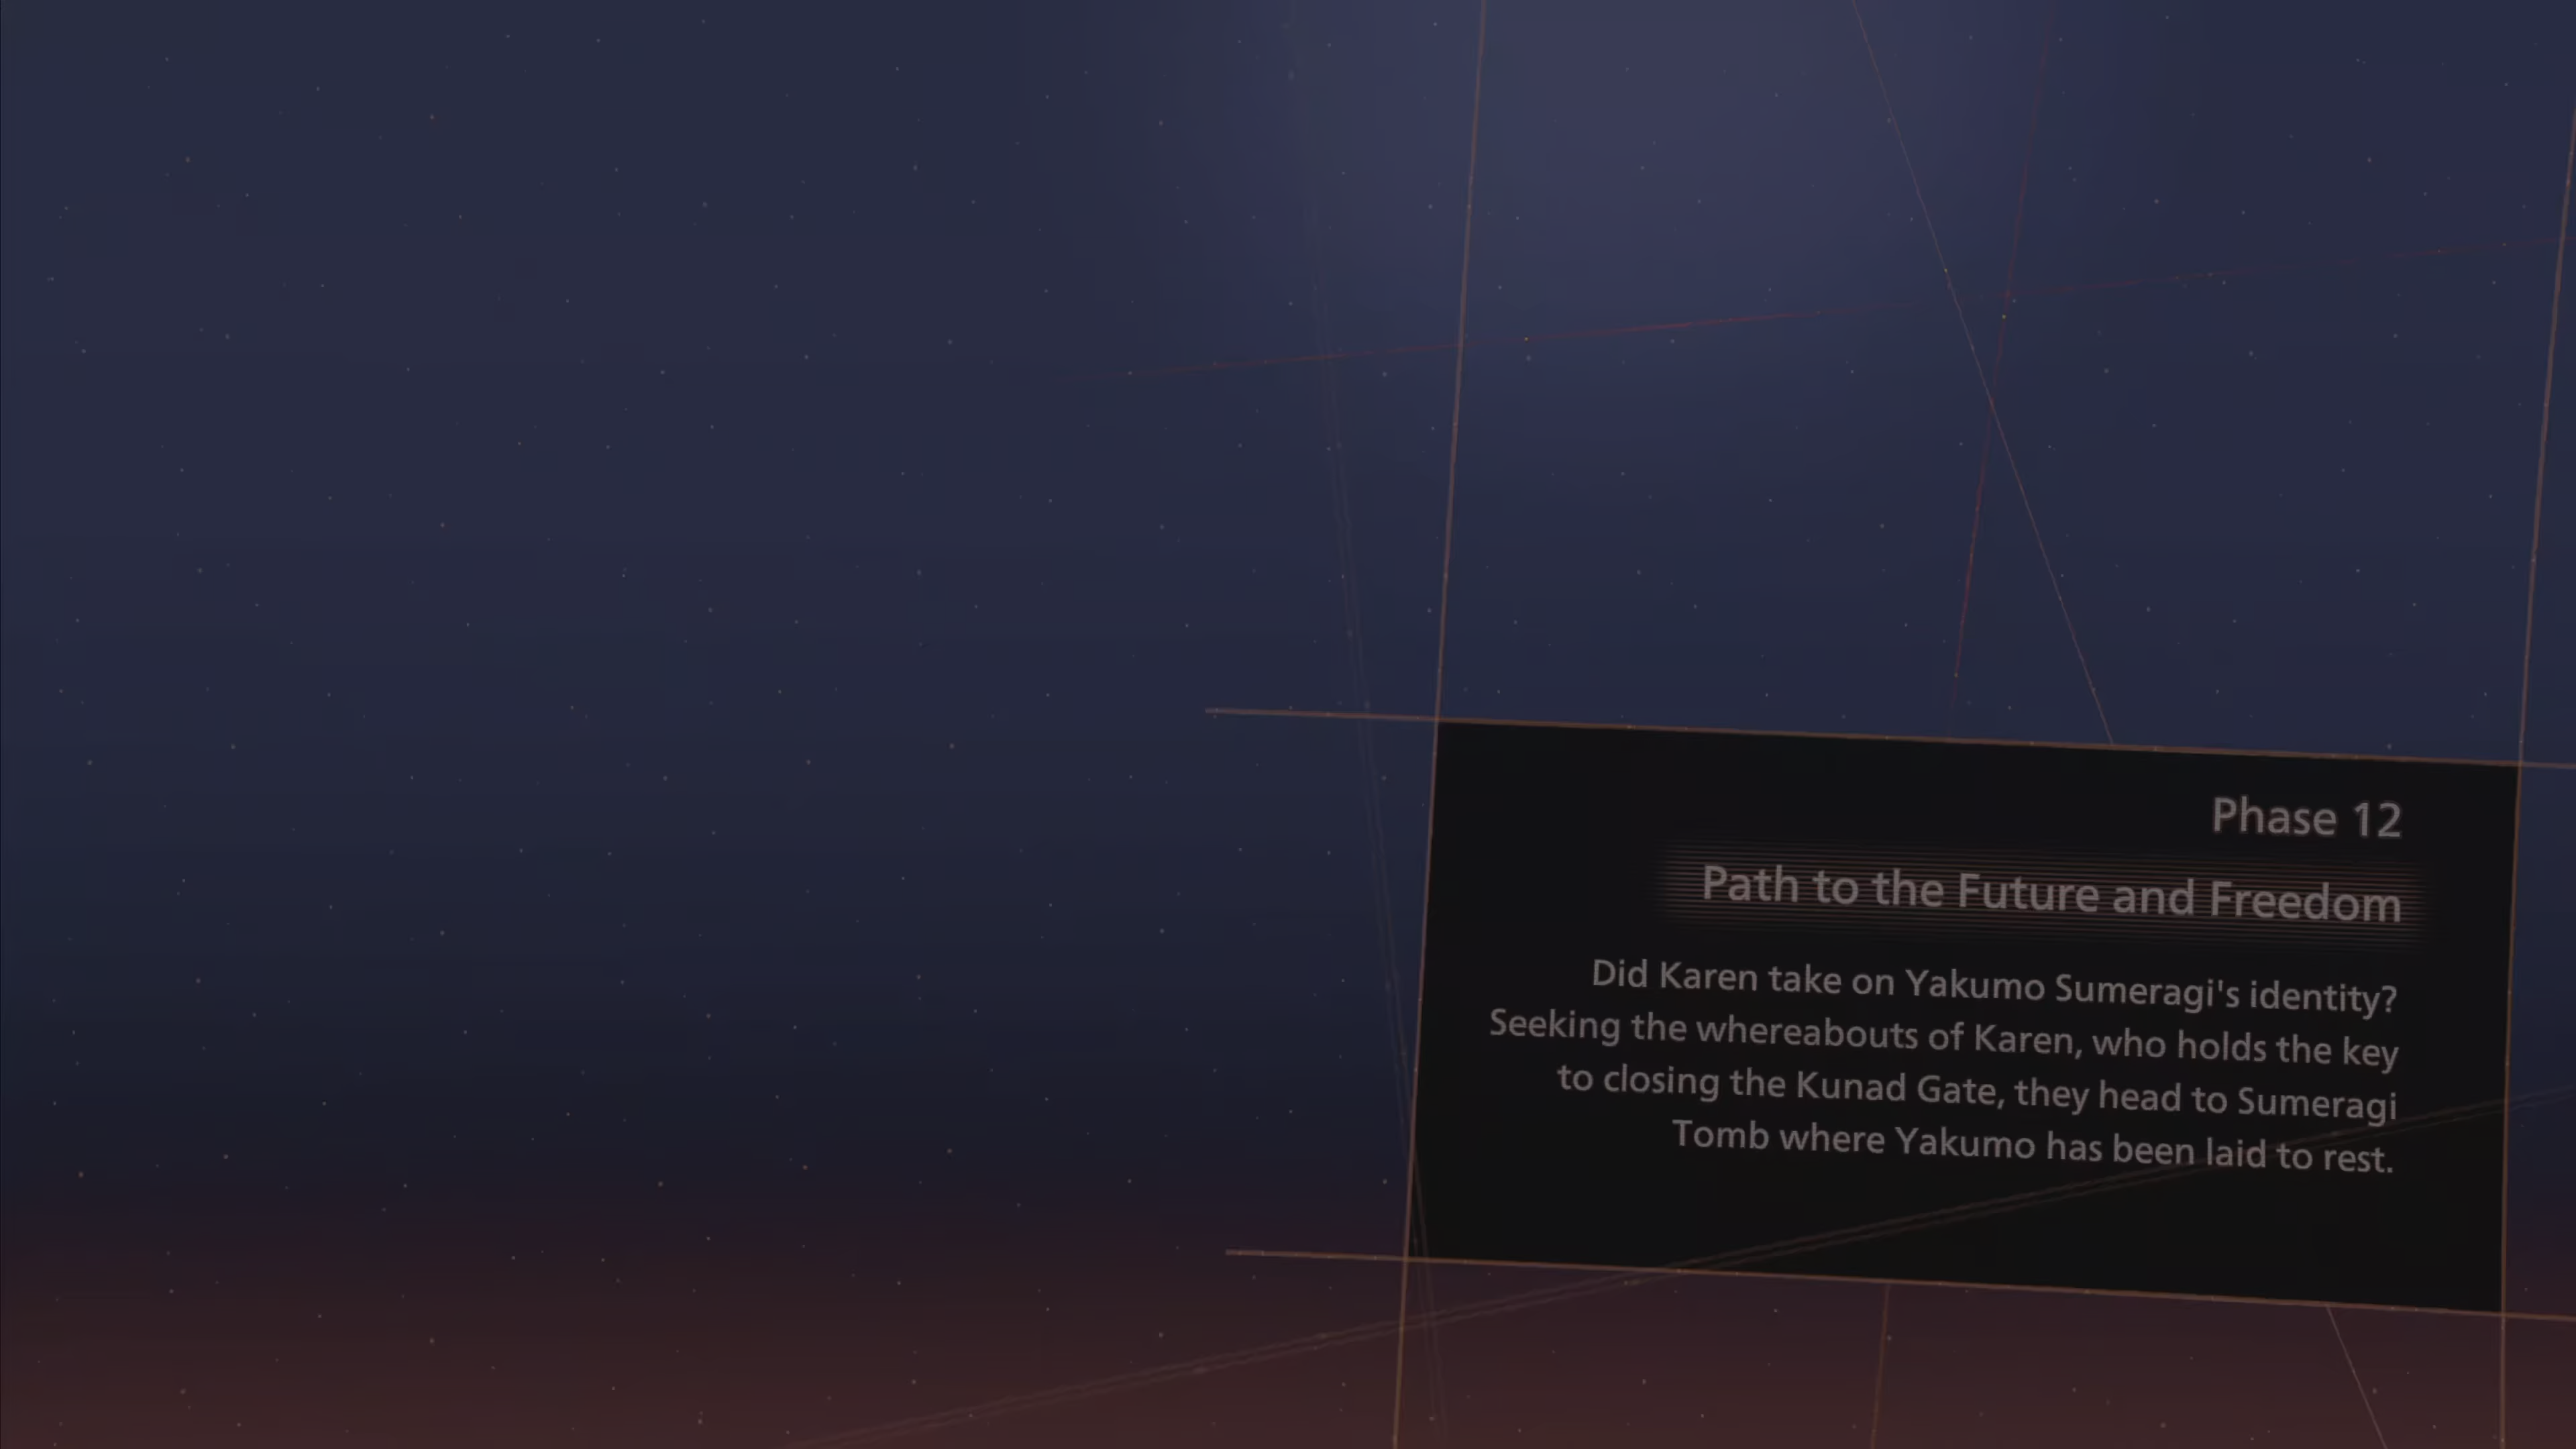 Phase 12
Path to the Future and Freedom
Did Karen take on Yakumo Sumeragi's identity?
Seeking the whereabouts of Karen, who holds the key
to closing the Kunad Gate, they head to Sumeragi
Tomb where Yakumo has been laid to rest.